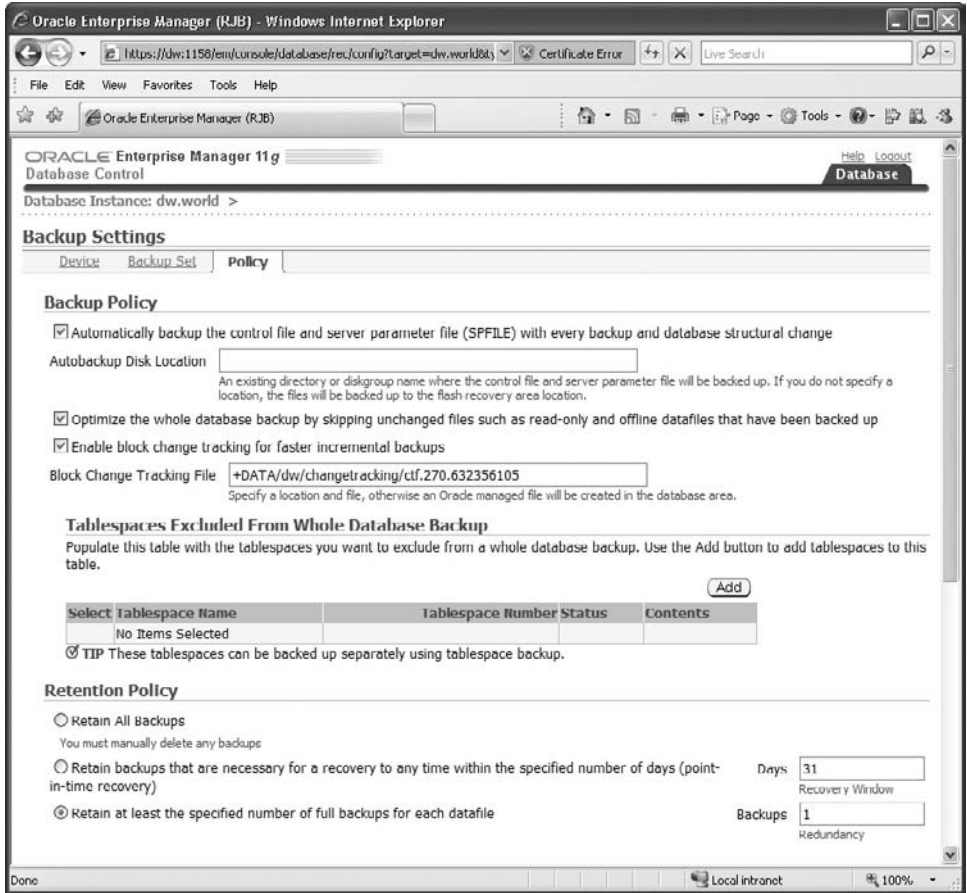 Oracle Enterprise Manager (RJB) - Windows Internet Explorer
https://dw:1158/em/console/database/rec/config?target=dw.world&ty
Certificate Error
Live Search
File Edit View Favorites Tools Help
Oracle Enterprise Manager (RJB)
Page Tools
ORACLE Enterprise Manager 11g
Database Control
Help Logout
Database
Database Instance: dw.world >
Backup Settings
Device Backup Set Policy
Backup Policy
Automatically backup the control file and server parameter file (SPFILE) with every backup and database structural change
Autobackup Disk Location
An existing directory or diskgroup name where the control file and server parameter file will be backed up. If you do not specify a
location, the files will be backed up to the flash recovery area location.
Optimize the whole database backup by skipping unchanged files such as read-only and offline datafiles that have been backed up
Enable block change tracking for faster incremental backups
Block Change Tracking File +DATA/dw/changetracking/ctf.270.632356105
Specify a location and file, otherwise an Oracle managed file will be created in the database area.
Tablespaces Excluded From Whole Database Backup
Populate this table with the tablespaces you want to exclude from a whole database backup. Use the Add button to add tablespaces to this
table.
Add
Select Tablespace Name Tablespace Number Status Contents
No Items Selected
TIP These tablespaces can be backed up separately using tablespace backup.
Retention Policy
Retain All Backups
You must manually delete any backups
Retain backups that are necessary for a recovery to any time within the specified number of days (point-
in-time recovery)
Days 31
Recovery Window
Retain at least the specified number of full backups for each datafile
Backups 1
Redundancy
Done
Local intranet
100%